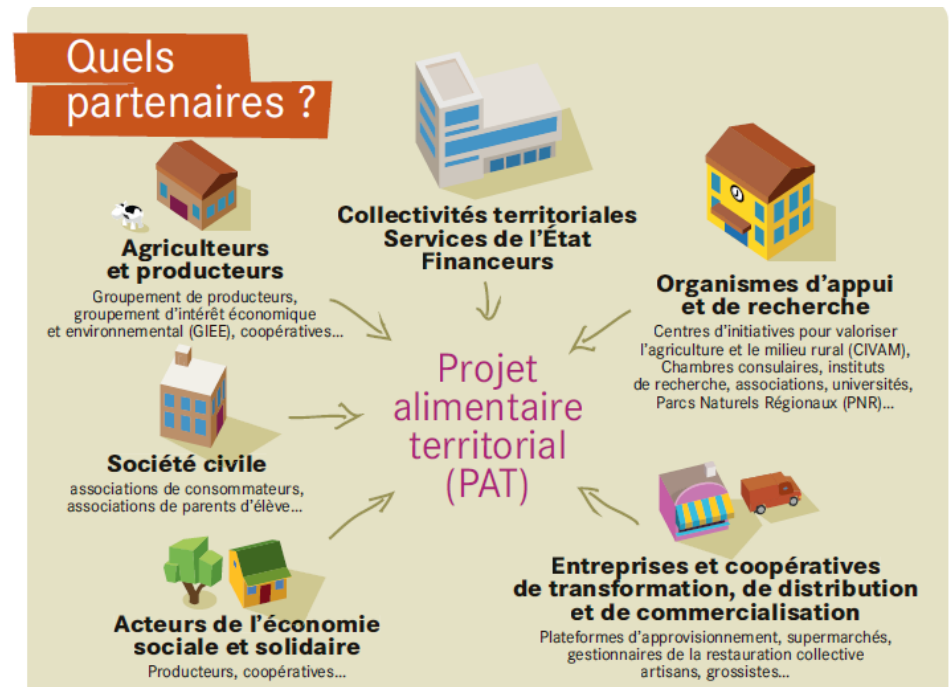 Quels
partenaires ?
Collectivités territoriales
Services de l'État
Financeurs
Agriculteurs
et producteurs
Groupement de producteurs,
groupement d'intérêt économique
et environnemental (GIEE), coopératives...
Organismes d'appui
et de recherche
Centres d'initiatives pour valoriser
l'agriculture et le milieu rural (CIVAM),
Chambres consulaires, instituts
de recherche, associations, universités,
Parcs Naturels Régionaux (PNR)...
Projet
alimentaire
territorial
(PAT)
Société civile
associations de consommateurs,
associations de parents d'élève...
Acteurs de l'économie
sociale et solidaire
Producteurs, coopératives...
Entreprises et coopératives
de transformation, de distribution
et de commercialisation
Plateformes d'approvisionnement, supermarchés,
gestionnaires de la restauration collective
artisans, grossistes...